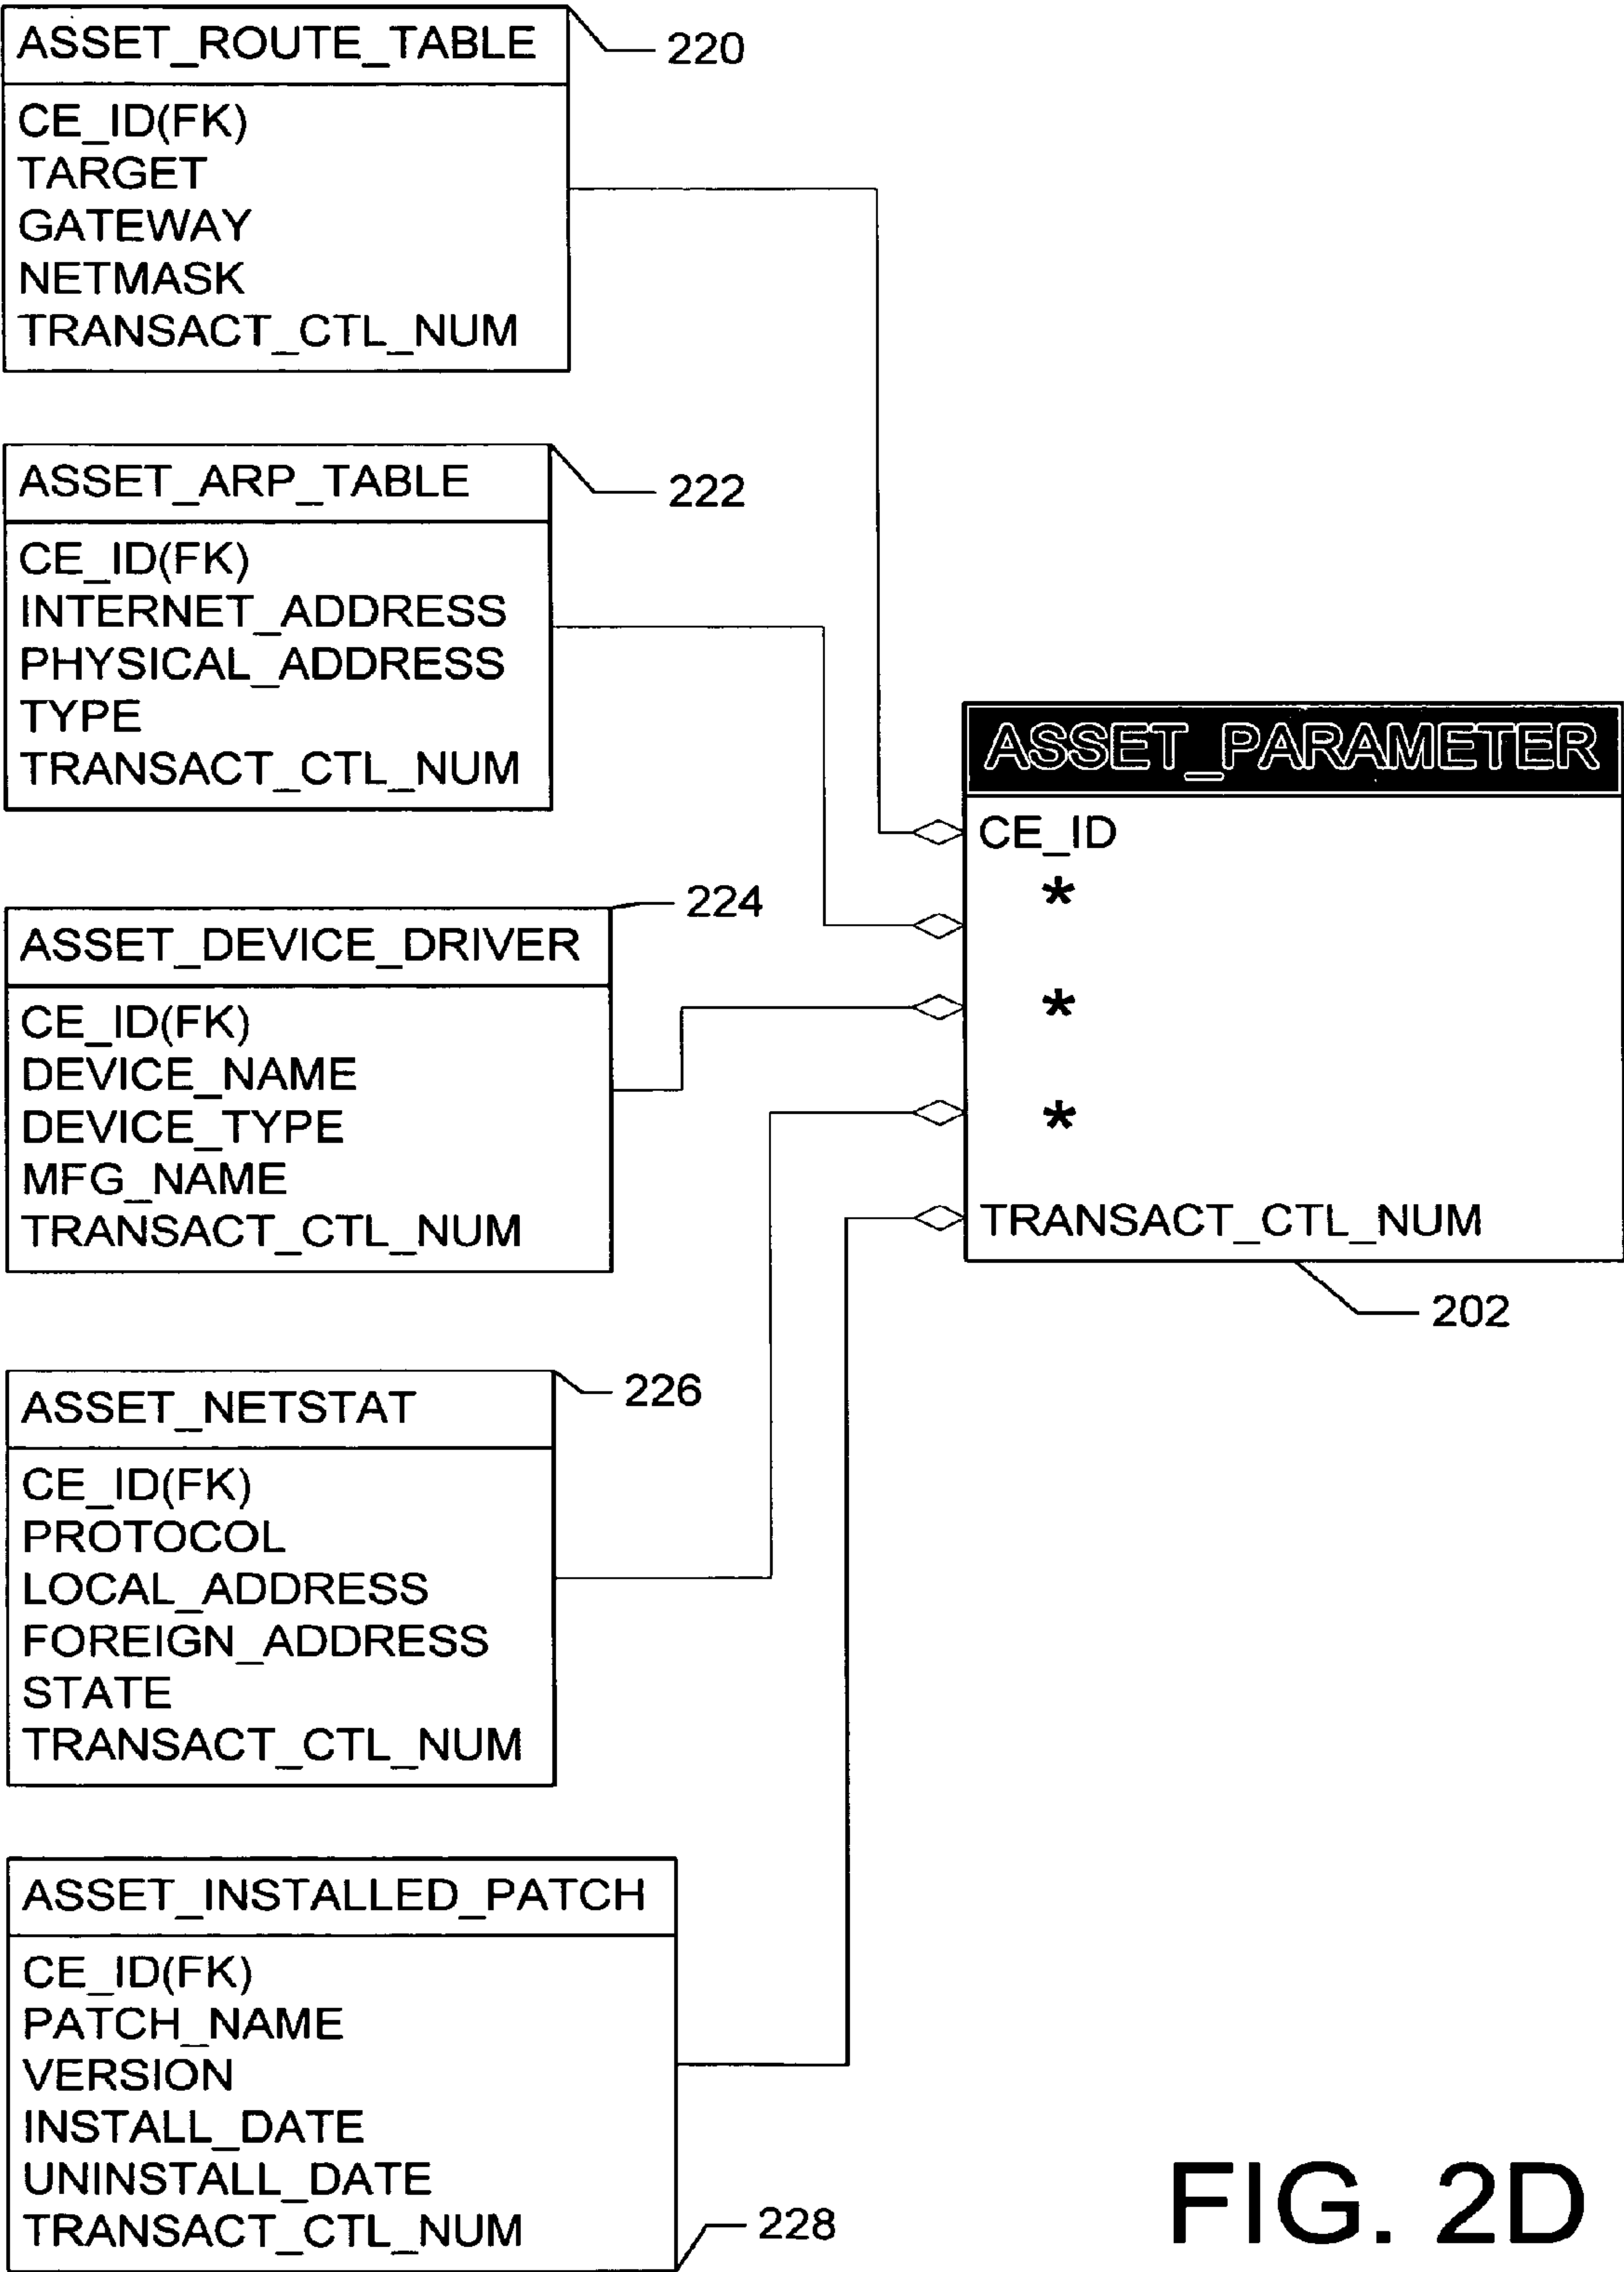 ASSET_ROUTE_TABLE
220
CE_ID(FK)
TARGET
GATEWAY
NETMASK
TRANSACT_CTL_NUM
ASSET_ARP_TABLE
222
CE_ID(FK)
INTERNET_ADDRESS
PHYSICAL_ADDRESS
TYPE
TRANSACT_CTL_NUM
ASSET_DEVICE_DRIVER
224
CE_ID(FK)
DEVICE_NAME
DEVICE_TYPE
MFG_NAME
TRANSACT_CTL_NUM
ASSET_NETSTAT
226
CE_ID(FK)
PROTOCOL
LOCAL_ADDRESS
FOREIGN_ADDRESS
STATE
TRANSACT_CTL_NUM
ASSET_INSTALLED_PATCH
CE_ID(FK)
PATCH_NAME
VERSION
INSTALL_DATE
UNINSTALL_DATE
TRANSACT_CTL_NUM
228
ASSET_PARAMETER
CE_ID
*
*
*
TRANSACT_CTL_NUM
202
FIG. 2D